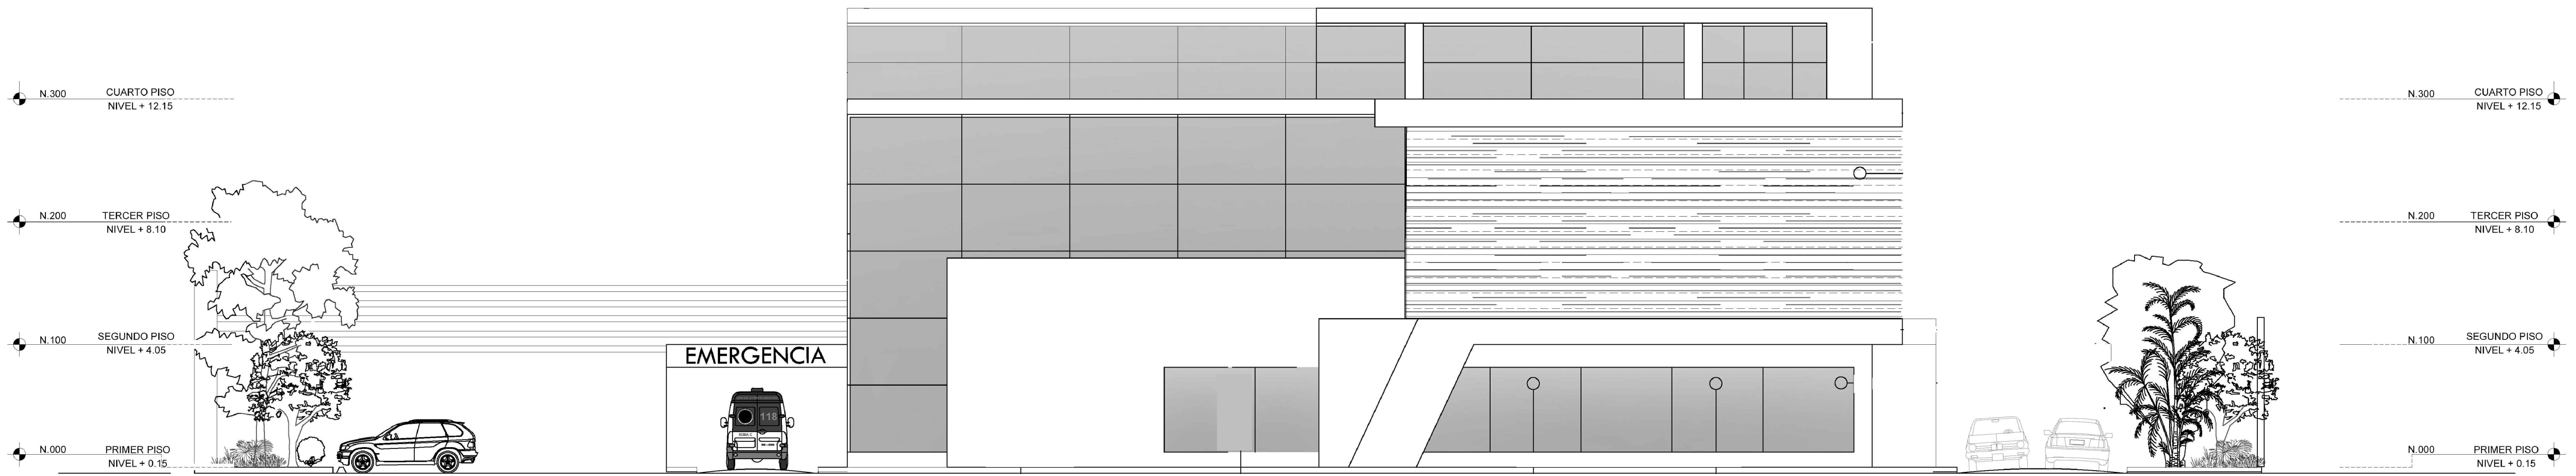 N.300 CUARTO PISO
NIVEL + 12.15
N.200 TERCER PISO
NIVEL + 8.10
N.100 SEGUNDO PISO
NIVEL + 4.05
N.000 PRIMER PISO
NIVEL + 0.15
EMERGENCIA
118
N.300 CUARTO PISO
NIVEL + 12.15
N.200 TERCER PISO
NIVEL + 8.10
N.100 SEGUNDO PISO
NIVEL + 4.05
N.000 PRIMER PISO
NIVEL + 0.15